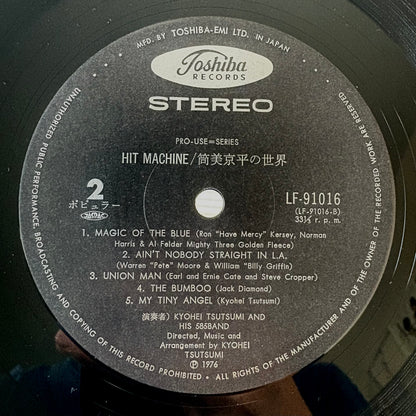 MFD. BY TOSHIBA-EMI LTD. IN JAPAN
Toshiba
RECORDS
STEREO
PRO-USE=SERIES
HIT MACHINE/筒美京平の世界
2
ポピュラー
LF-91016
(LF-91016-B)
33⅓ r. p. m.
1. MAGIC OF THE BLUE (Ron "Have Mercy" Kersey, Norman
Harris & Al Felder Mighty Three Golden Fleece)
2. AIN'T NOBODY STRAIGHT IN L.A.
(Warren "Pete" Moore & William "Billy Griffin)
3. UNION MAN (Earl and Ernie Cate and Steve Cropper)
4. THE BUMBOO (Jack Diamond)
5. MY TINY ANGEL (Kyohei Tsutsumi)
(演奏者) KYOHEI TSUTSUMI AND
HIS 585BAND
Directed, Music and
Arrangement by KYOHEI
TSUTSUMI
Ⓟ 1976
UNAUTHORIZED PUBLIC PERFORMANCE, BROADCASTING AND COPYING OF THIS RECORD PROHIBITED • ALL RIGHTS OF THE MANUFACTURER AND OF THE OWNER OF THE RECORDED WORK ARE RESERVED